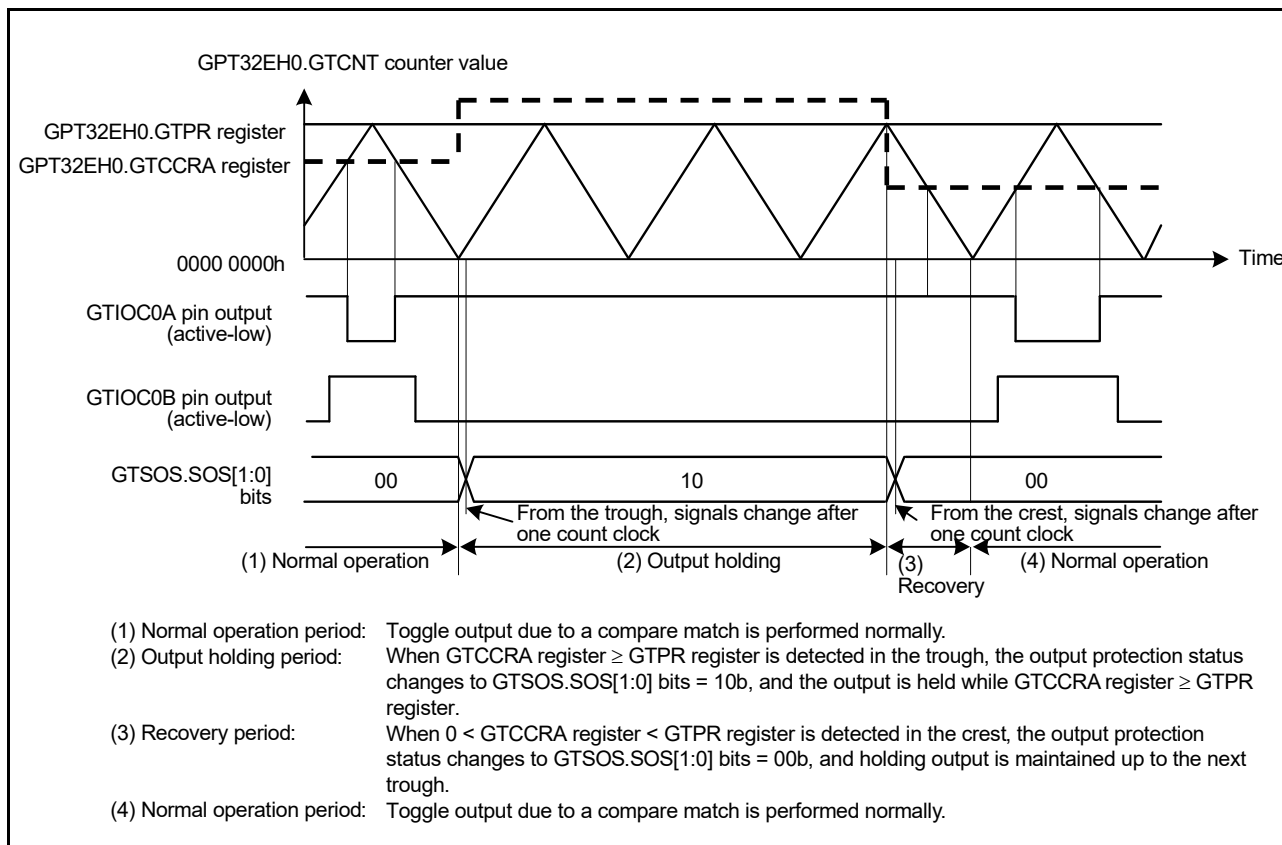 GPT32EH0.GTCNT counter value
GPT32EH0.GTPR register
GPT32EH0.GTCCRA register
0000 0000h
Time
GTIOC0A pin output
(active-low)
GTIOC0B pin output
(active-low)
GTSOS.SOS[1:0]
bits
00
10
00
From the trough, signals change after
one count clock
From the crest, signals change after
one count clock
(1) Normal operation
(2) Output holding
(3)
Recovery
(4) Normal operation
(1) Normal operation period: Toggle output due to a compare match is performed normally.
(2) Output holding period: When GTCCRA register ≥ GTPR register is detected in the trough, the output protection status
changes to GTSOS.SOS[1:0] bits = 10b, and the output is held while GTCCRA register ≥ GTPR
register.
(3) Recovery period: When 0 < GTCCRA register < GTPR register is detected in the crest, the output protection
status changes to GTSOS.SOS[1:0] bits = 00b, and holding output is maintained up to the next
trough.
(4) Normal operation period: Toggle output due to a compare match is performed normally.